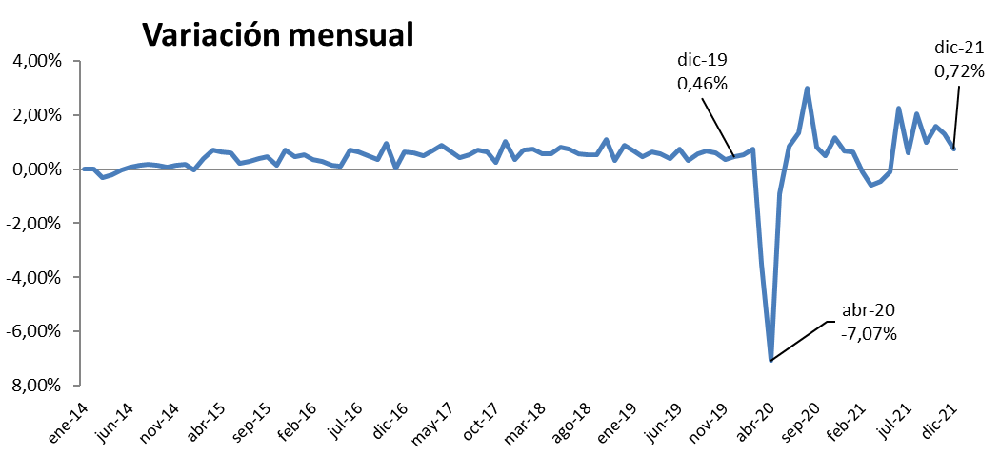 Variación mensual
4,00%
2,00%
0,00%
-2,00%
-4,00%
-6,00%
-8,00%
dic-19
0,46%
dic-21
0,72%
abr-20
-7,07%
ene-14
jun-14
nov-14
abr-15
sep-15
feb-16
jul-16
dic-16
may-17
oct-17
mar-18
ago-18
ene-19
jun-19
nov-19
abr-20
sep-20
feb-21
jul-21
dic-21